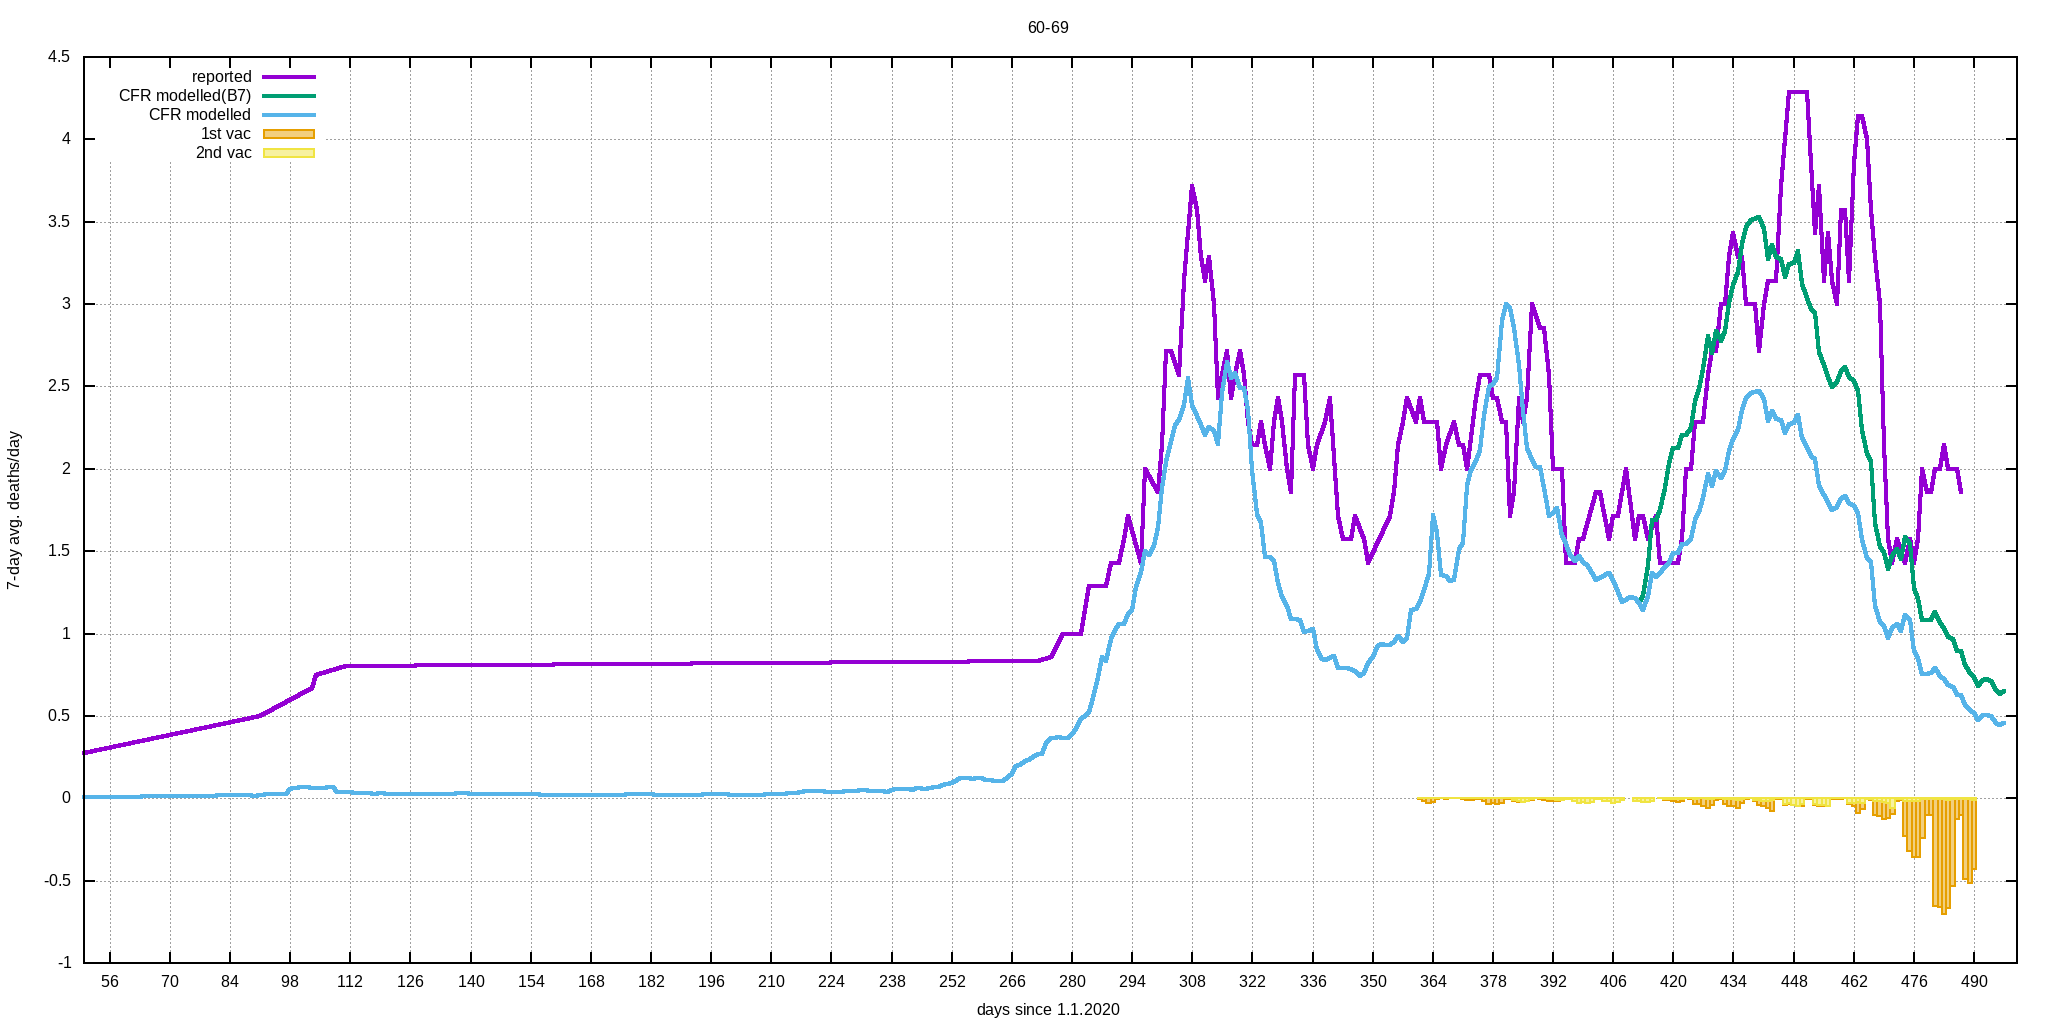 60-69
reported
CFR modelled(B7)
CFR modelled
1st vac
2nd vac
4.5
4
3.5
3
2.5
2
1.5
1
0.5
0
-0.5
-1
7-day avg. deaths/day
56 70 84 98 112 126 140 154 168 182 196 210 224 238 252 266 280 294 308 322 336 350 364 378 392 406 420 434 448 462 476 490
days since 1.1.2020